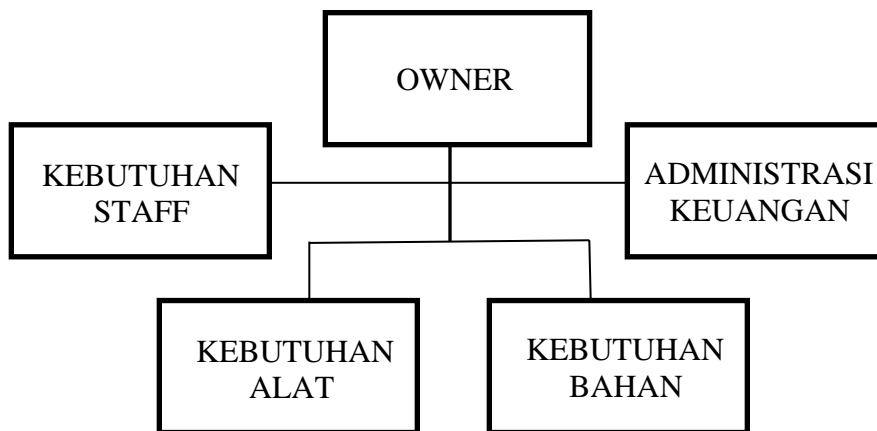 OWNER
KEBUTUHAN
STAFF
ADMINISTRASI
KEUANGAN
KEBUTUHAN
ALAT
KEBUTUHAN
BAHAN